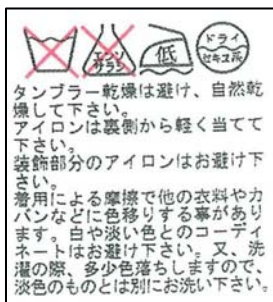 エンソ
サラシ
低
ドライ
セキユ系
タンブラー乾燥は避け、自然乾
燥して下さい。
アイロンは裏側から軽く当てて
下さい。
装飾部分のアイロンはお避け下
さい。
着用による摩擦で他の衣料やカ
バンなどに色移りする事があり
ます。白や淡い色とのコーディ
ネートはお避け下さい。又、洗
濯の際、多少色落ちしますので、
淡色のものとは別にお洗い下さい。